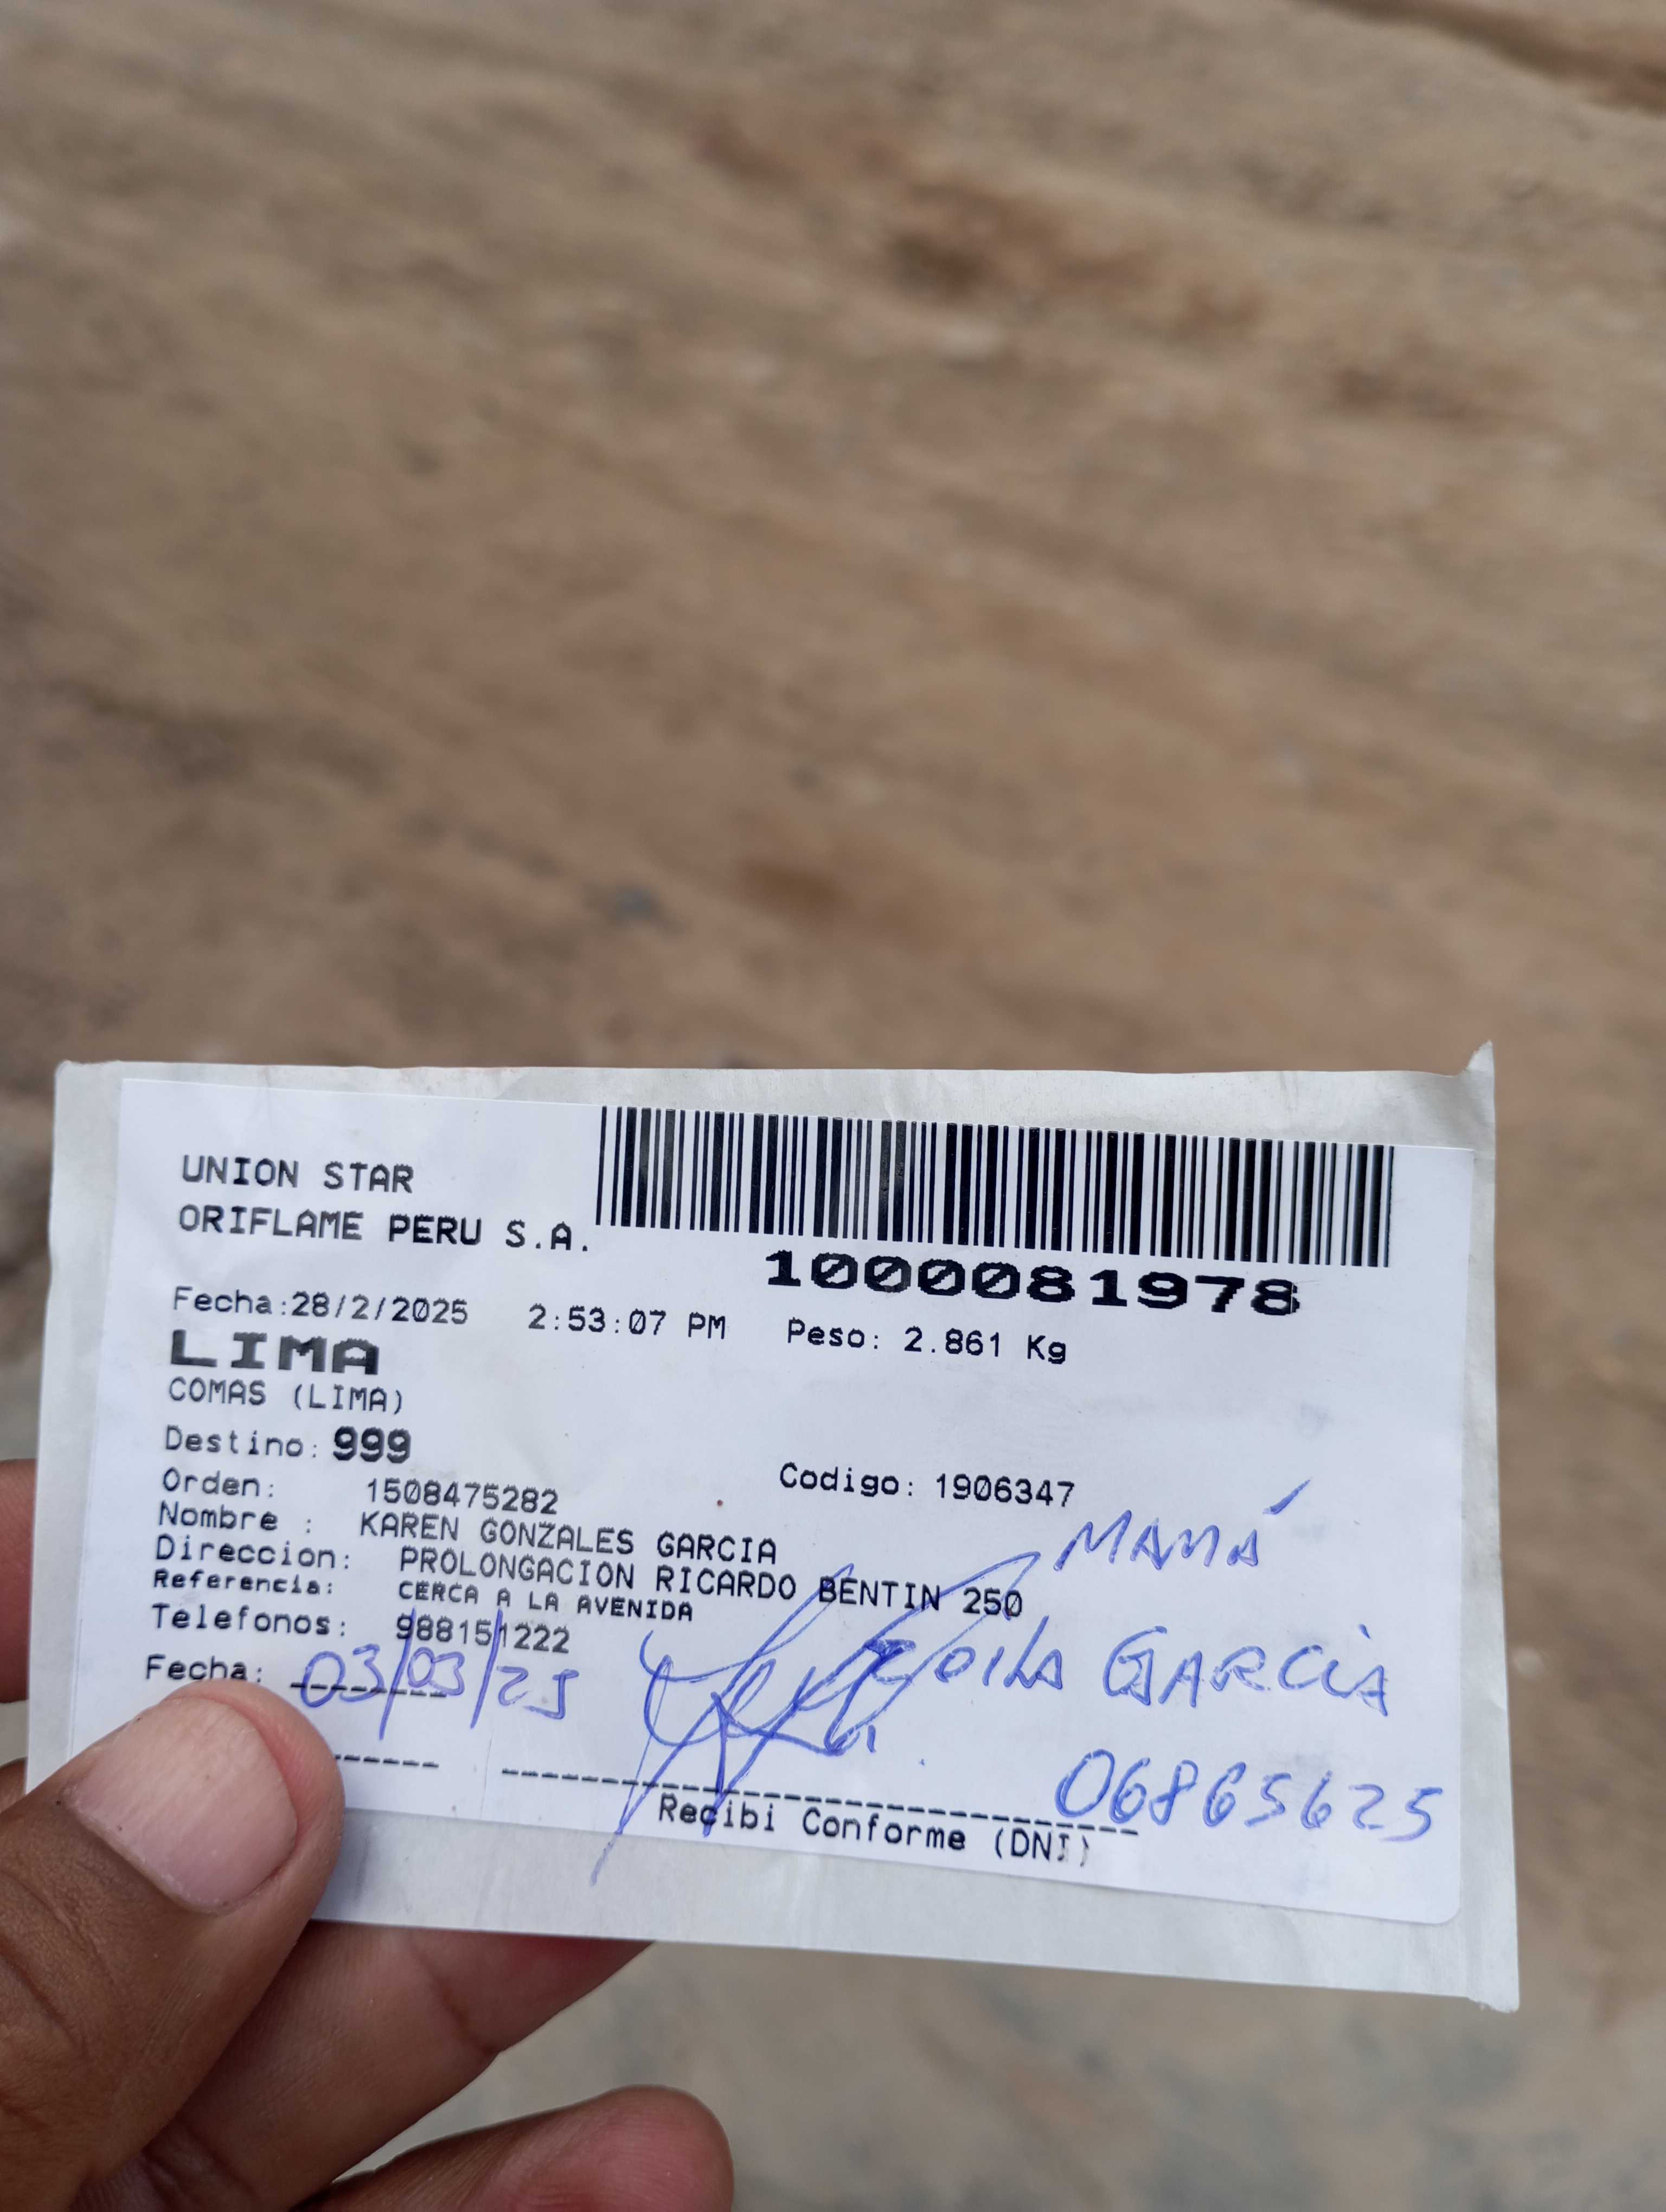 UNION STAR
ORIFLAME PERU S.A.
1000081978
Fecha:28/2/2025 2:53:07 PM Peso: 2.861 Kg
LIMA
COMAS (LIMA)
Destino: 999
Orden: 1508475282 Codigo: 1906347
Nombre : KAREN GONZALES GARCIA
MAMÁ
Direccion: PROLONGACION RICARDO BENTIN 250
Referencia: CERCA A LA AVENIDA
Telefonos: 988151222
Zoila GARCIA
Fecha: 03/03/25
06865625
Recibi Conforme (DNI)